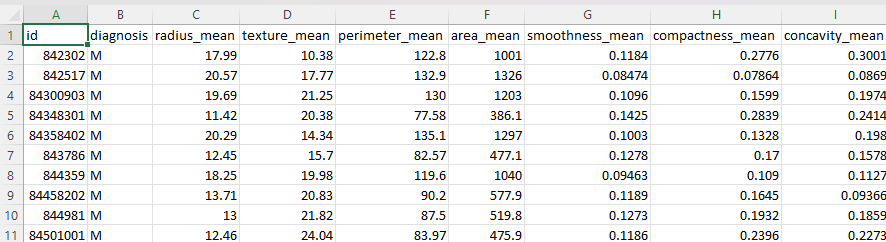 A B C D E F G H I
1 id diagnosis radius_mean texture_mean perimeter_mean area_mean smoothness_mean compactness_mean concavity_mean
2 842302 M 17.99 10.38 122.8 1001 0.1184 0.2776 0.3001
3 842517 M 20.57 17.77 132.9 1326 0.08474 0.07864 0.0869
4 84300903 M 19.69 21.25 130 1203 0.1096 0.1599 0.1974
5 84348301 M 11.42 20.38 77.58 386.1 0.1425 0.2839 0.2414
6 84358402 M 20.29 14.34 135.1 1297 0.1003 0.1328 0.198
7 843786 M 12.45 15.7 82.57 477.1 0.1278 0.17 0.1578
8 844359 M 18.25 19.98 119.6 1040 0.09463 0.109 0.1127
9 84458202 M 13.71 20.83 90.2 577.9 0.1189 0.1645 0.09366
10 844981 M 13 21.82 87.5 519.8 0.1273 0.1932 0.1859
11 84501001 M 12.46 24.04 83.97 475.9 0.1186 0.2396 0.2273